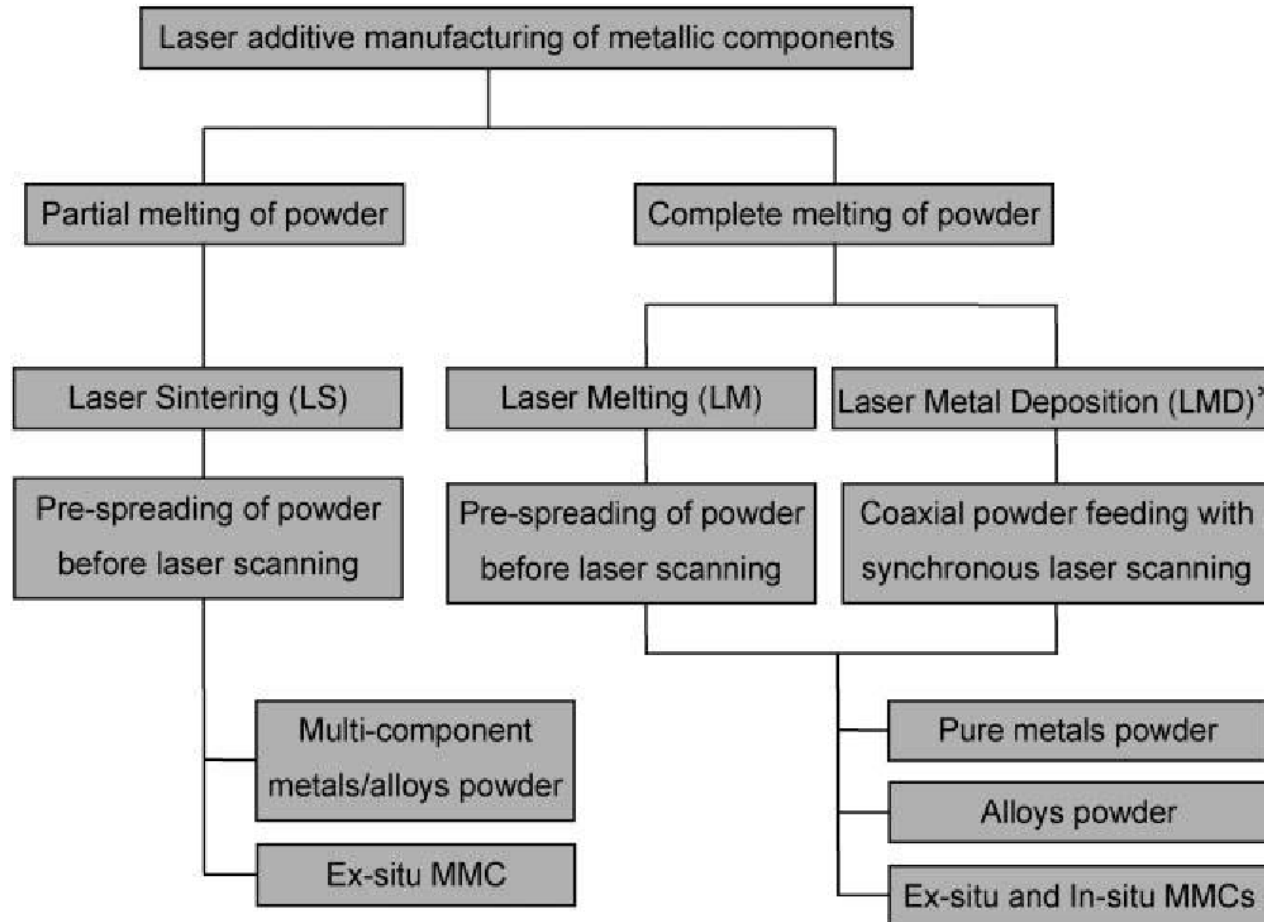 Laser additive manufacturing of metallic components
Partial melting of powder
Complete melting of powder
Laser Sintering (LS)
Laser Melting (LM)
Laser Metal Deposition (LMD)
Pre-spreading of powder
before laser scanning
Pre-spreading of powder
before laser scanning
Coaxial powder feeding with
synchronous laser scanning
Multi-component
metals/alloys powder
Ex-situ MMC
Pure metals powder
Alloys powder
Ex-situ and In-situ MMCs